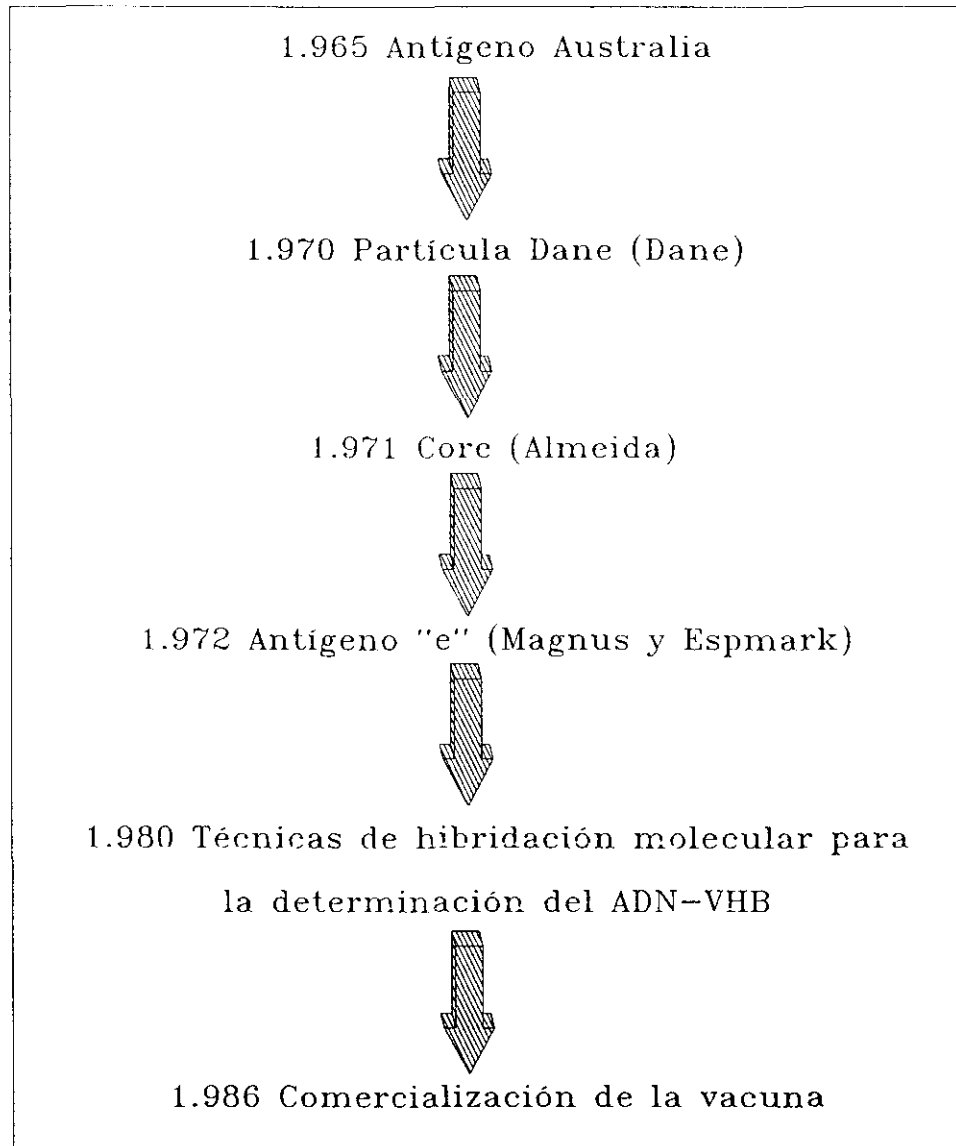 1.965 Antígeno Australia
1.970 Partícula Dane (Dane)
1.971 Core (Almeida)
1.972 Antígeno "e" (Magnus y Espmark)
1.980 Técnicas de hibridación molecular para
la determinación del ADN-VHB
1.986 Comercialización de la vacuna